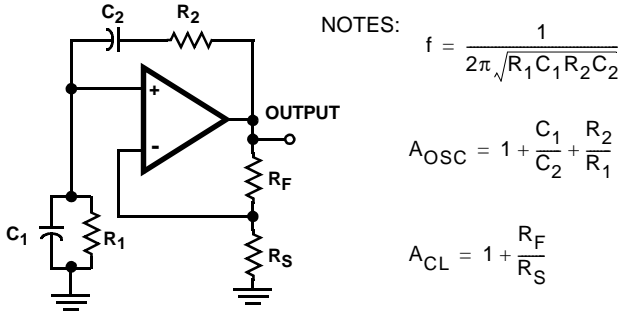 C2 R2
+
-
OUTPUT
RF
C1
R1
RS
NOTES:
f = 1 / 2π√R1C1R2C2
AOSC = 1 + C1/C2 + R2/R1
ACL = 1 + RF/RS